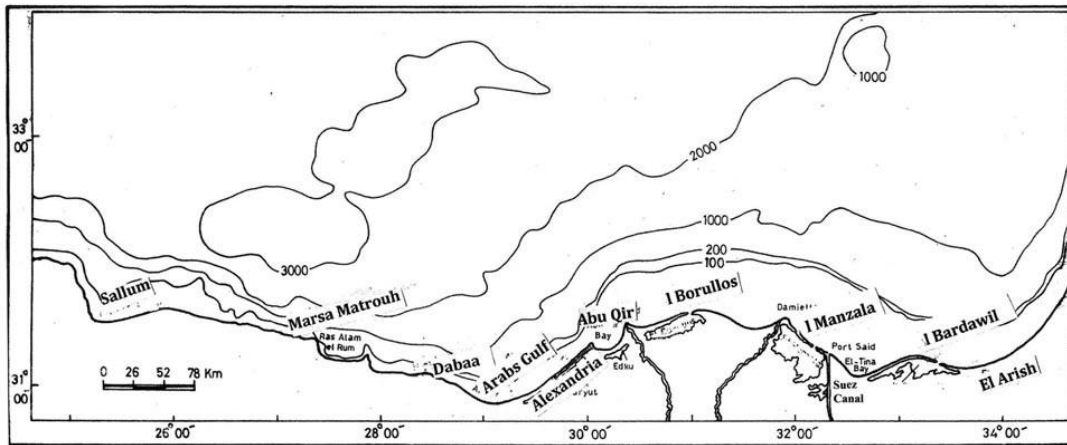 1000
33°
00'
2000
1000
3000
200
100
Sallum
Marsa Matrouh
Abu Qir
l Borullos
l Manzala
l Bardawil
Ras Alam
el Rum
Dabaa
Arabs Gulf
Bay
Port Said
El-Tina
Bay
Edku
Alexandria
Suez
Canal
El Arish
31°
00'
0 26 52 78 Km
26°00' 28°00' 30°00' 32°00' 34°00'